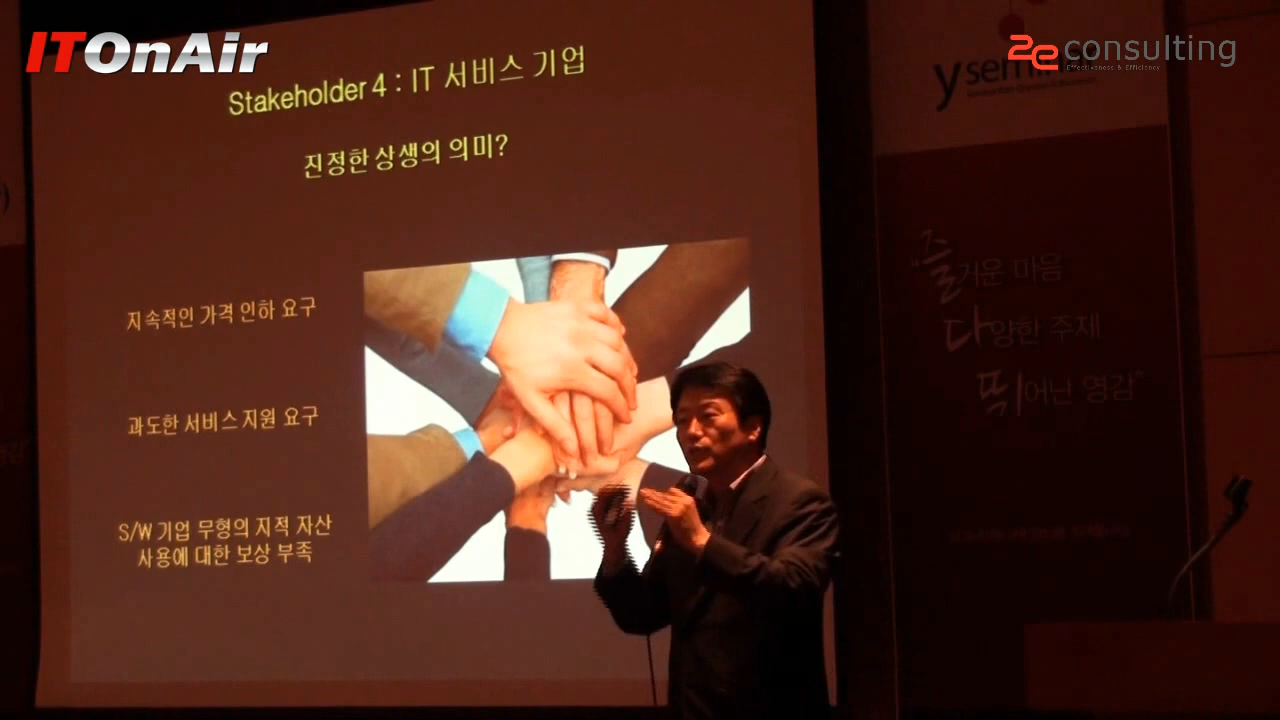 ITOnAir
2e consulting
Effectiveness & Efficiency
Stakeholder 4 : IT 서비스 기업
진정한 상생의 의미?
지속적인 가격 인하 요구
과도한 서비스 지원 요구
S/W 기업 무형의 지적 자산
사용에 대한 보상 부족
y
"즐거운 마음
다양한 주제
뛰어난 영감"